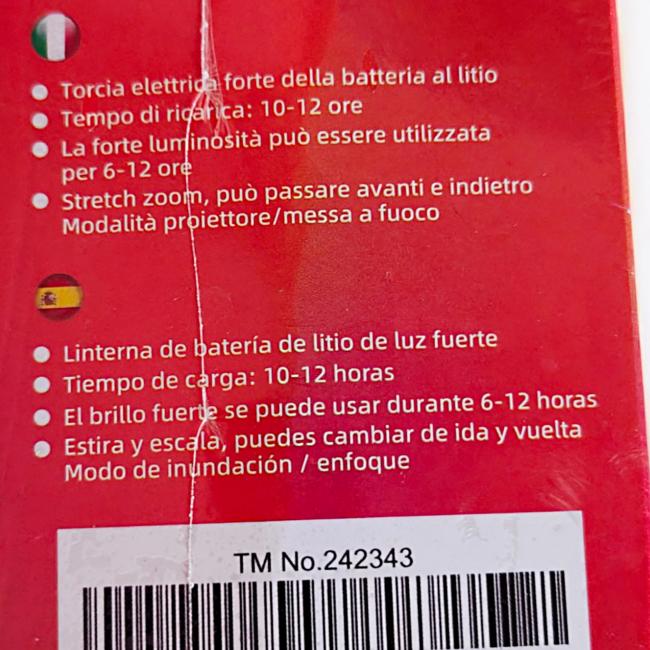 Torcia elettrica forte della batteria al litio
Tempo di ricarica: 10-12 ore
La forte luminosità può essere utilizzata
per 6-12 ore
Stretch zoom, può passare avanti e indietro
Modalità proiettore/messa a fuoco
Linterna de batería de litio de luz fuerte
Tiempo de carga: 10-12 horas
El brillo fuerte se puede usar durante 6-12 horas
Estira y escala, puedes cambiar de ida y vuelta
Modo de inundación / enfoque
TM No.242343